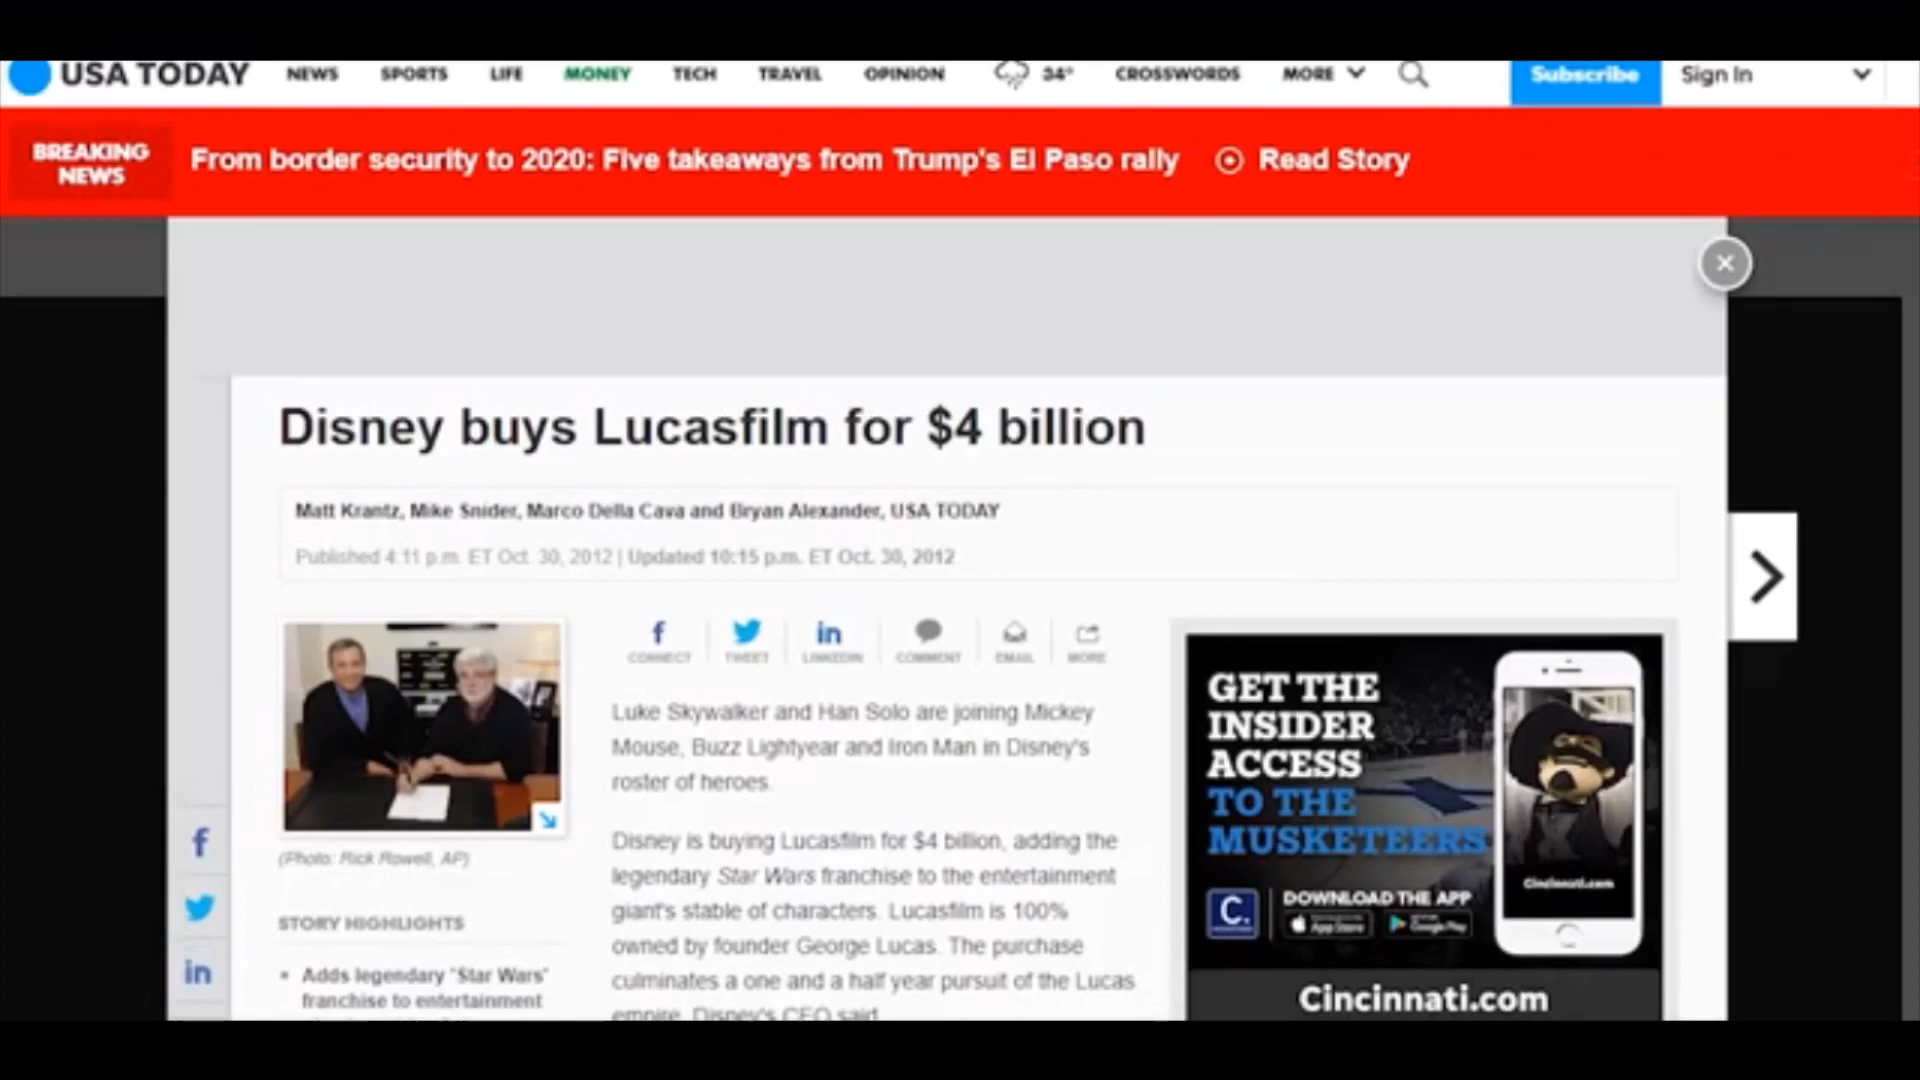 USA TODAY NEWS SPORTS LIFE MONEY TECH TRAVEL OPINION 34° CROSSWORDS MORE Subscribe Sign In
BREAKING
NEWS
From border security to 2020: Five takeaways from Trump's El Paso rally Read Story
Disney buys Lucasfilm for $4 billion
Matt Krantz, Mike Snider, Marco Della Cava and Bryan Alexander, USA TODAY
Published 4:11 p.m. ET Oct. 30, 2012 | Updated 10:15 p.m. ET Oct. 30, 2012
CONNECT TWEET LINKEDIN COMMENT EMAIL MORE
(Photo: Rick Rowell, AP)
STORY HIGHLIGHTS
• Adds legendary "Star Wars"
franchise to entertainment
Luke Skywalker and Han Solo are joining Mickey
Mouse, Buzz Lightyear and Iron Man in Disney's
roster of heroes.
Disney is buying Lucasfilm for $4 billion, adding the
legendary Star Wars franchise to the entertainment
giant's stable of characters. Lucasfilm is 100%
owned by founder George Lucas. The purchase
culminates a one and a half year pursuit of the Lucas
empire, Disney's CEO said
GET THE
INSIDER
ACCESS
TO THE
MUSKETEERS
C.
DOWNLOAD THE APP
App Store Google Play
Cincinnati.com
Cincinnati.com